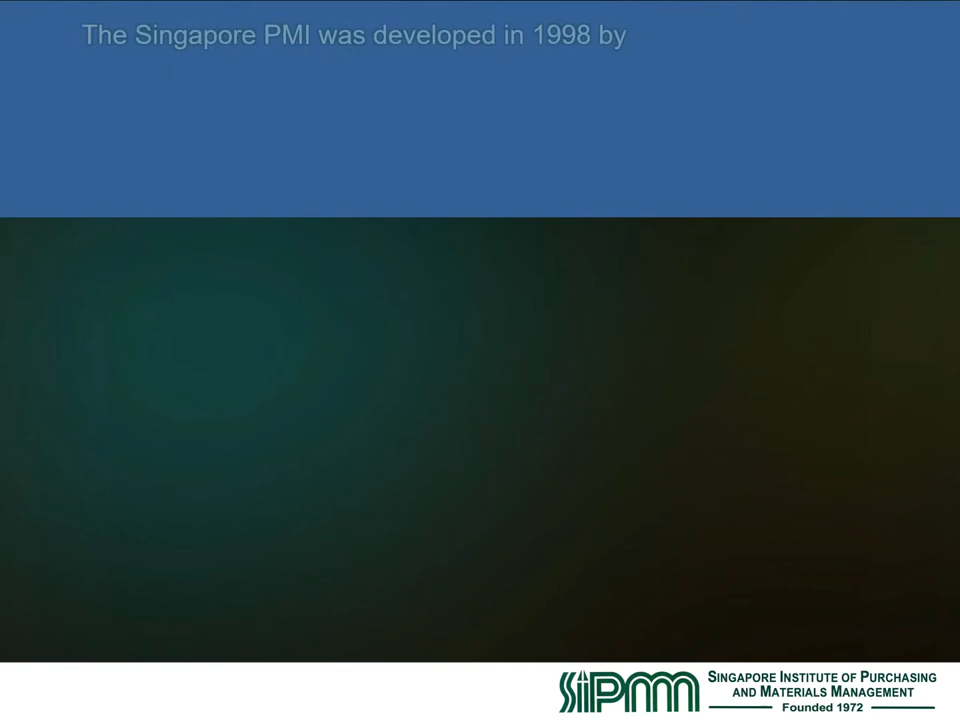 The Singapore PMI was developed in 1998 by
SiPMM
SINGAPORE INSTITUTE OF PURCHASING
AND MATERIALS MANAGEMENT
Founded 1972